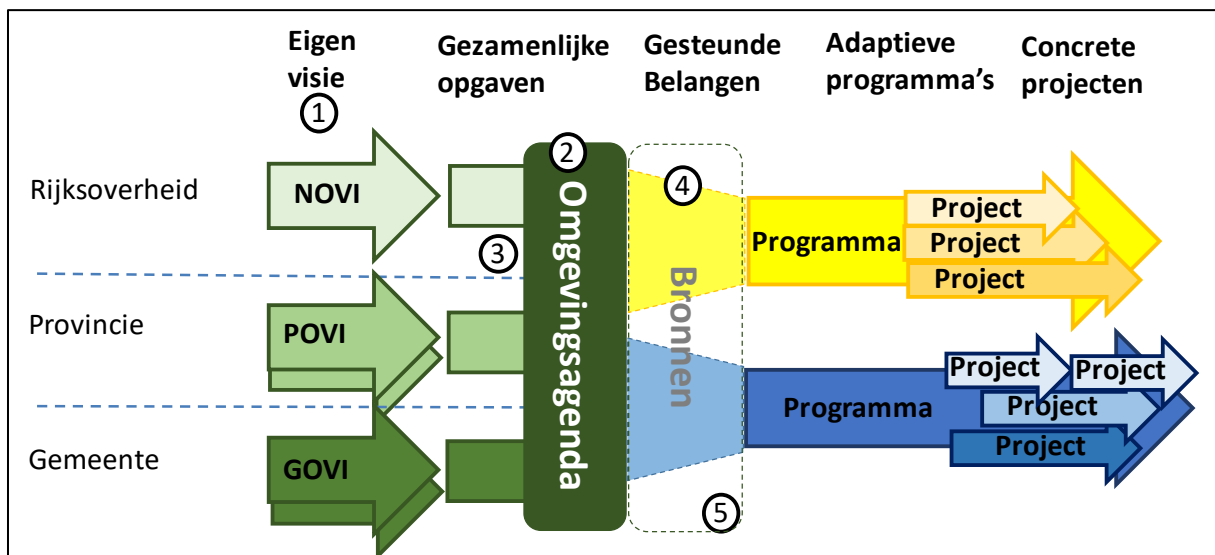 Eigen
visie
1
Gezamenlijke
opgaven
Gesteunde
Belangen
Adaptieve
programma's
Concrete
projecten
Rijksoverheid
NOVI
3
Provincie
POVI
Gemeente
GOVI
2
Omgevingsagenda
4
Bronnen
5
Programma
Project
Project
Project
Programma
Project
Project
Project
Project